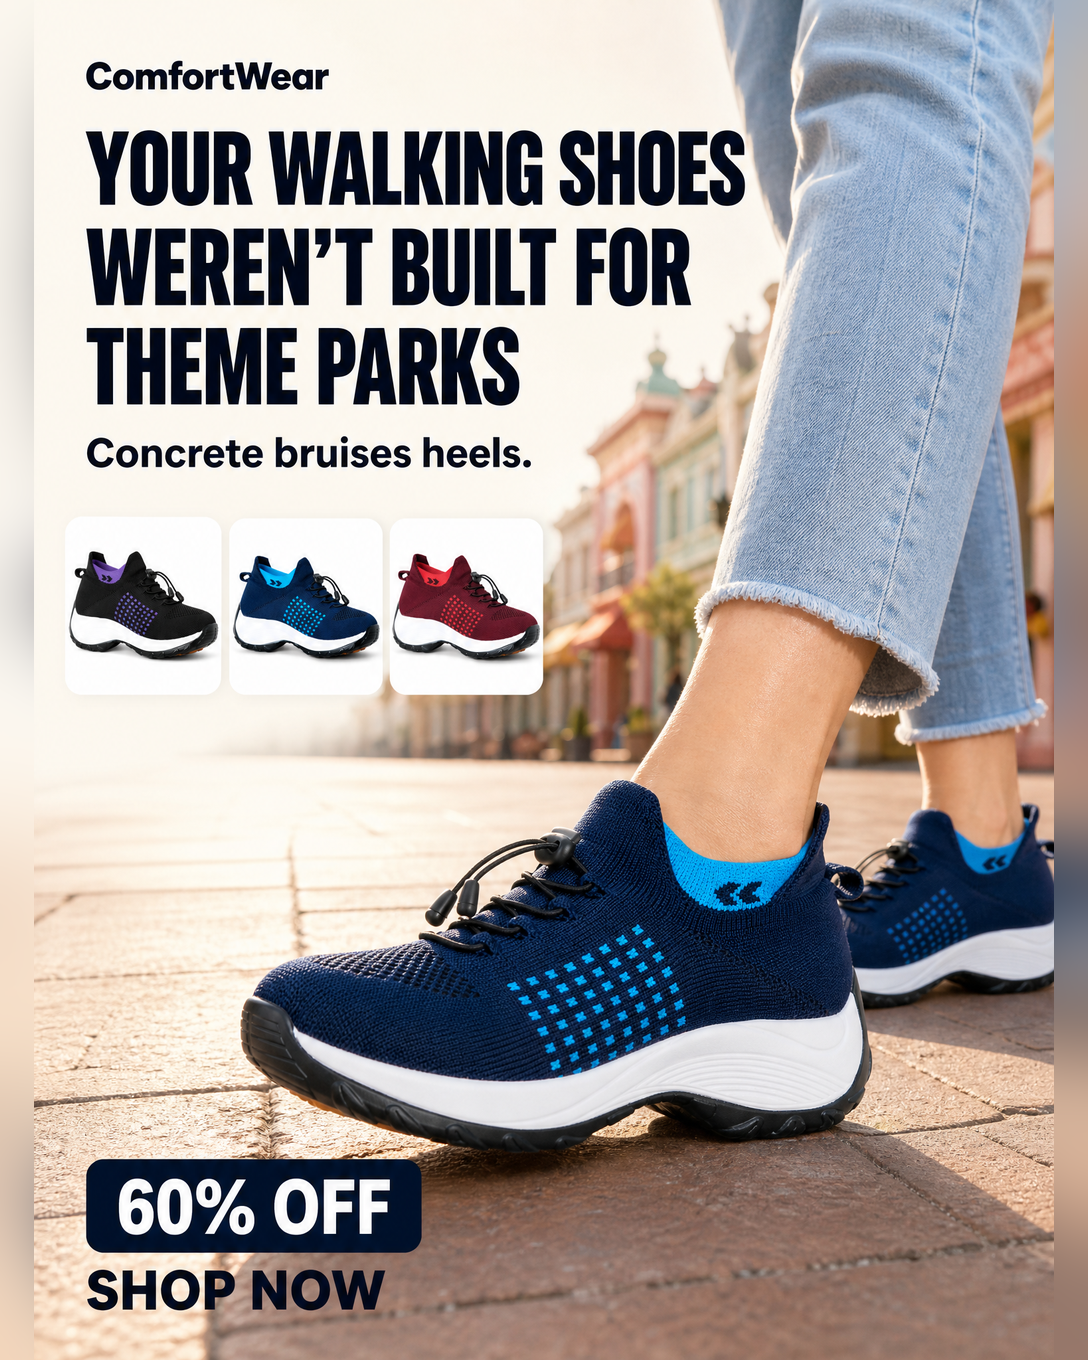 ComfortWear
YOUR WALKING SHOES
WEREN’T BUILT FOR
THEME PARKS
Concrete bruises heels.
60% OFF
SHOP NOW